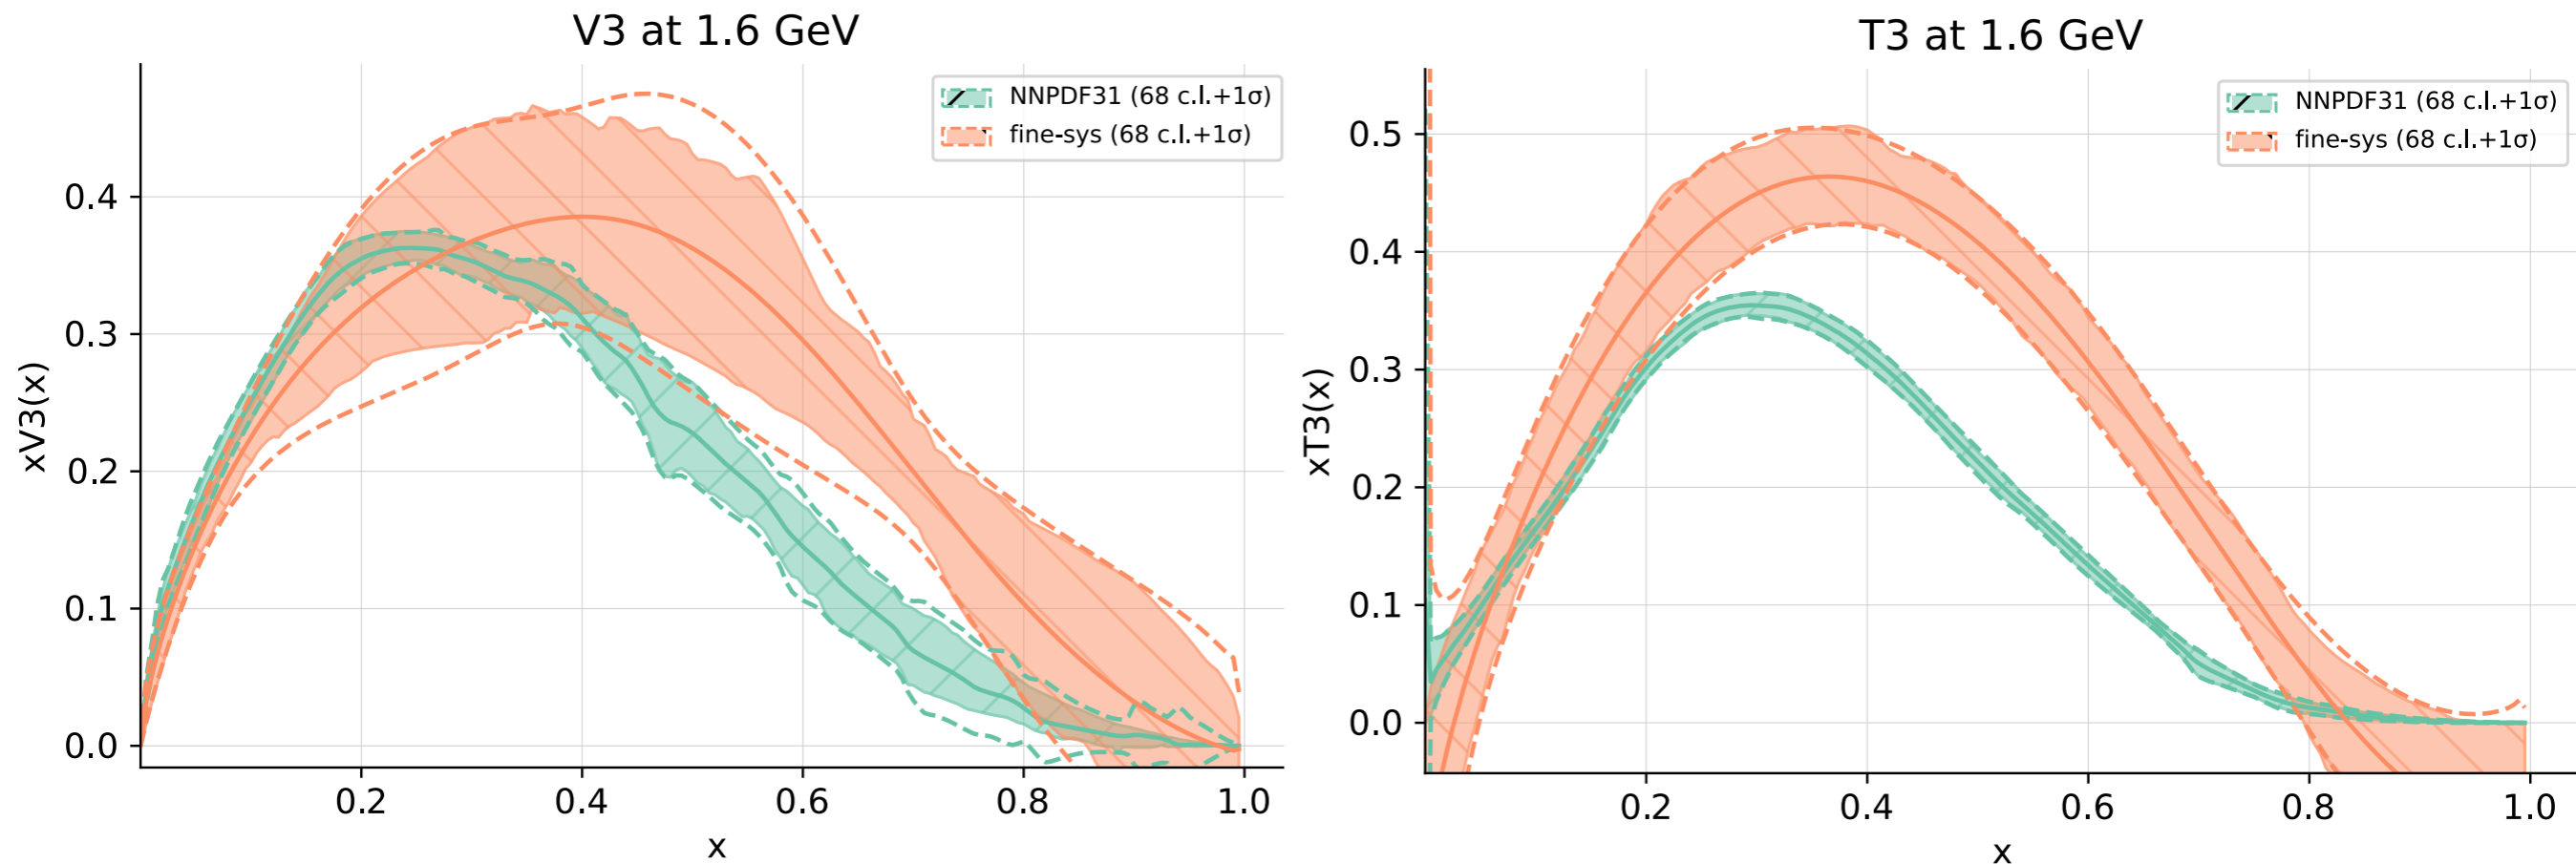 V3 at 1.6 GeV
NNPDF31 (68 c.l.+1σ)
fine-sys (68 c.l.+1σ)
xV3(x)
0.4
0.3
0.2
0.1
0.0
0.2 0.4 0.6 0.8 1.0
x
T3 at 1.6 GeV
NNPDF31 (68 c.l.+1σ)
fine-sys (68 c.l.+1σ)
xT3(x)
0.5
0.4
0.3
0.2
0.1
0.0
0.2 0.4 0.6 0.8 1.0
x